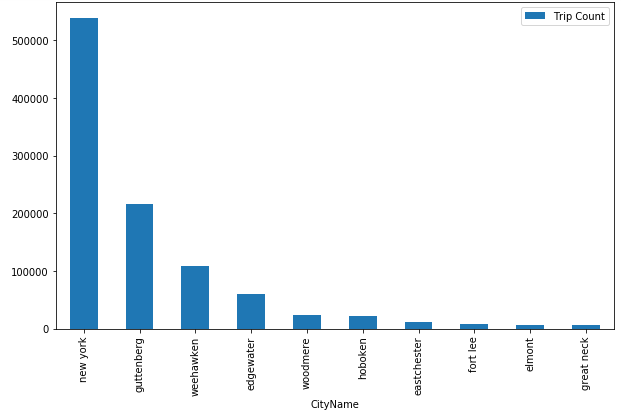 Trip Count
500000
400000
300000
200000
100000
0
new york
guttenberg
weehawken
edgewater
woodmere
hoboken
eastchester
fort lee
elmont
great neck
CityName